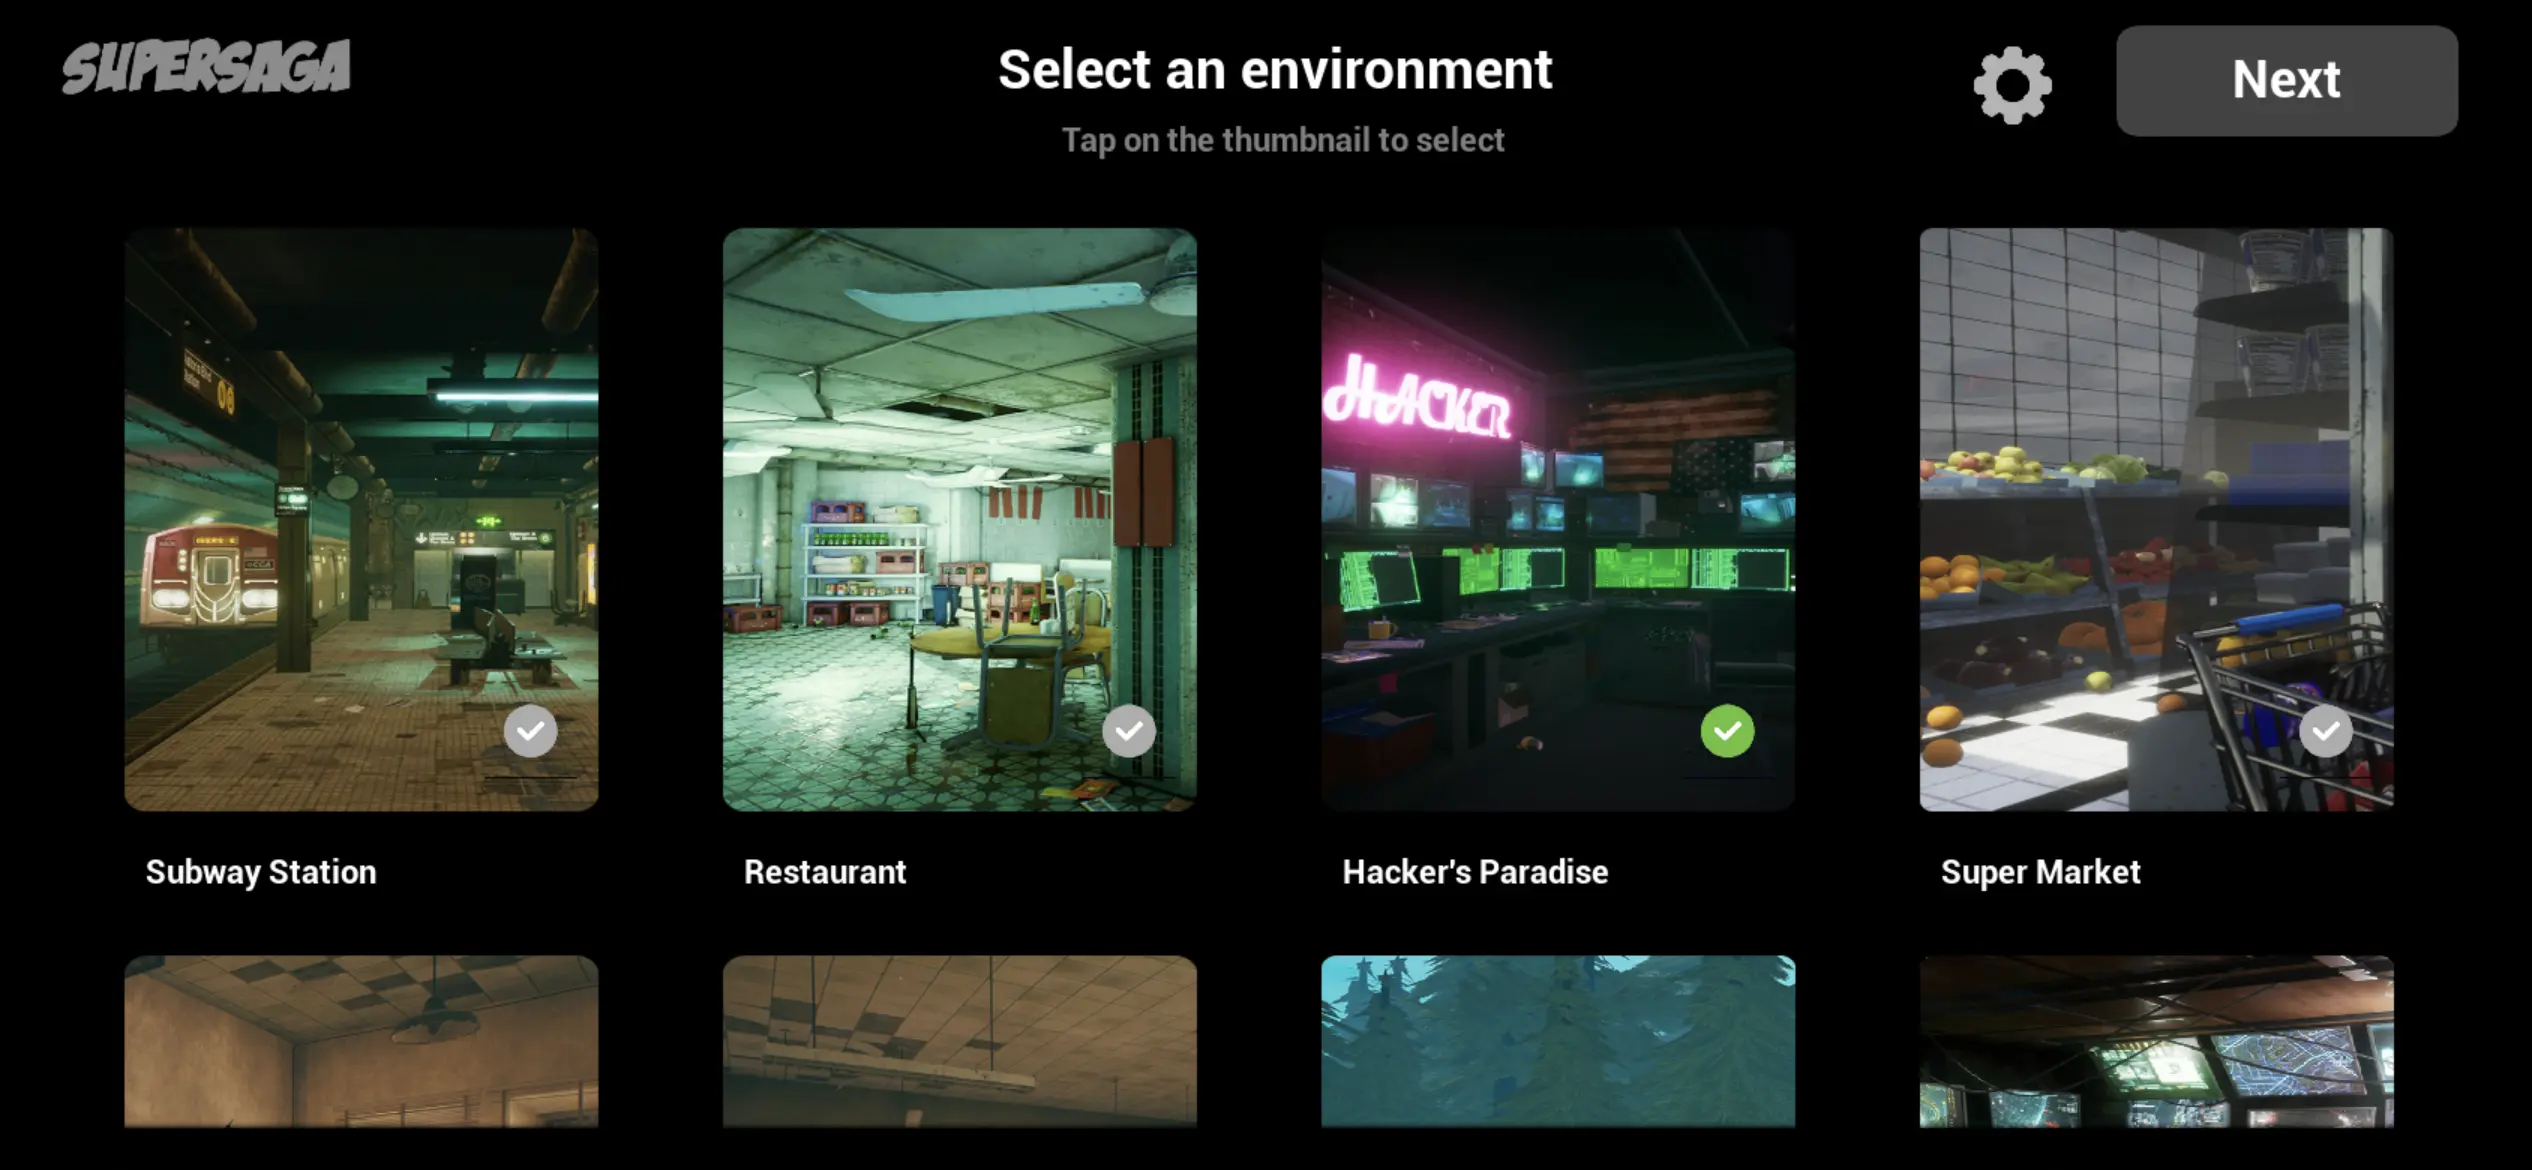 SUPERSAGA
Select an environment
Next
Tap on the thumbnail to select
HACKER
Subway Station
Restaurant
Hacker's Paradise
Super Market